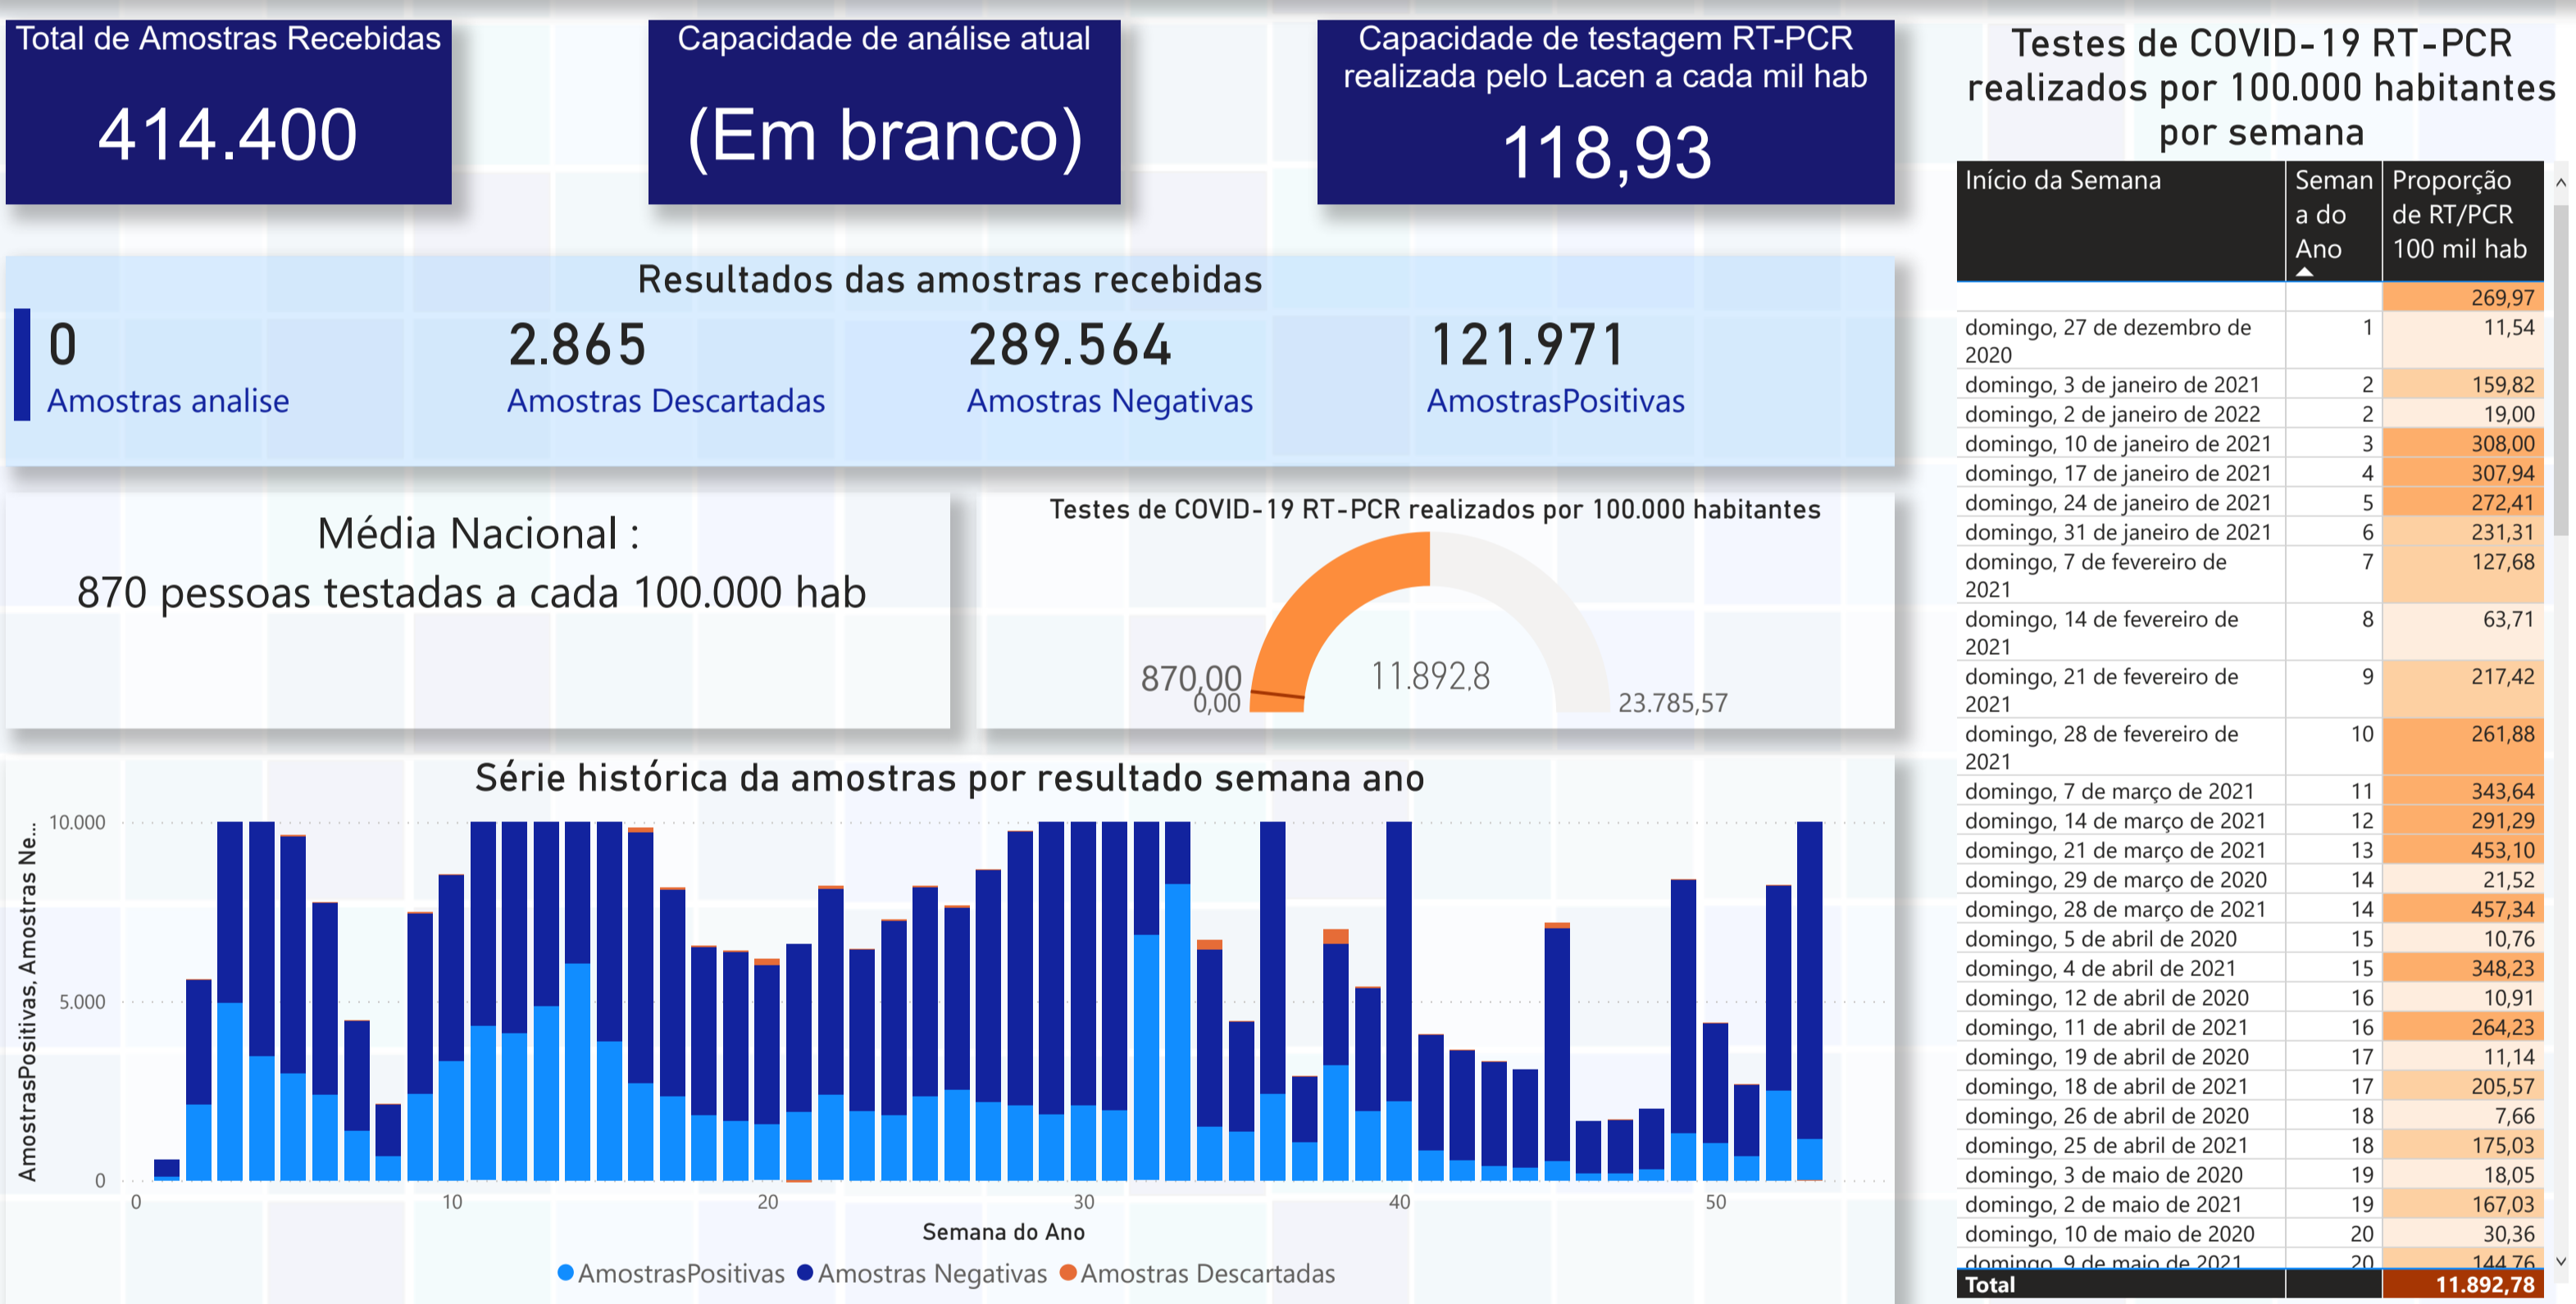 Total de Amostras Recebidas
414.400
Capacidade de análise atual
(Em branco)
Capacidade de testagem RT-PCR
realizada pelo Lacen a cada mil hab
118,93
Resultados das amostras recebidas
0
Amostras analise
2.865
Amostras Descartadas
289.564
Amostras Negativas
121.971
AmostrasPositivas
Média Nacional :
870 pessoas testadas a cada 100.000 hab
Testes de COVID-19 RT-PCR realizados por 100.000 habitantes
870,00
0,00
11.892,8
23.785,57
Série histórica da amostras por resultado semana ano
AmostrasPositivas, Amostras Ne...
10.000
5.000
0
0 10 20 30 40 50
Semana do Ano
AmostrasPositivas Amostras Negativas Amostras Descartadas
Testes de COVID-19 RT-PCR
realizados por 100.000 habitantes
por semana
Início da Semana
Seman
a do
Ano
Proporção
de RT/PCR
100 mil hab
269,97
domingo, 27 de dezembro de
2020
1 11,54
domingo, 3 de janeiro de 2021 2 159,82
domingo, 2 de janeiro de 2022 2 19,00
domingo, 10 de janeiro de 2021 3 308,00
domingo, 17 de janeiro de 2021 4 307,94
domingo, 24 de janeiro de 2021 5 272,41
domingo, 31 de janeiro de 2021 6 231,31
domingo, 7 de fevereiro de
2021
7 127,68
domingo, 14 de fevereiro de
2021
8 63,71
domingo, 21 de fevereiro de
2021
9 217,42
domingo, 28 de fevereiro de
2021
10 261,88
domingo, 7 de março de 2021 11 343,64
domingo, 14 de março de 2021 12 291,29
domingo, 21 de março de 2021 13 453,10
domingo, 29 de março de 2020 14 21,52
domingo, 28 de março de 2021 14 457,34
domingo, 5 de abril de 2020 15 10,76
domingo, 4 de abril de 2021 15 348,23
domingo, 12 de abril de 2020 16 10,91
domingo, 11 de abril de 2021 16 264,23
domingo, 19 de abril de 2020 17 11,14
domingo, 18 de abril de 2021 17 205,57
domingo, 26 de abril de 2020 18 7,66
domingo, 25 de abril de 2021 18 175,03
domingo, 3 de maio de 2020 19 18,05
domingo, 2 de maio de 2021 19 167,03
domingo, 10 de maio de 2020 20 30,36
domingo, 9 de maio de 2021 20 144,76
Total 11.892,78